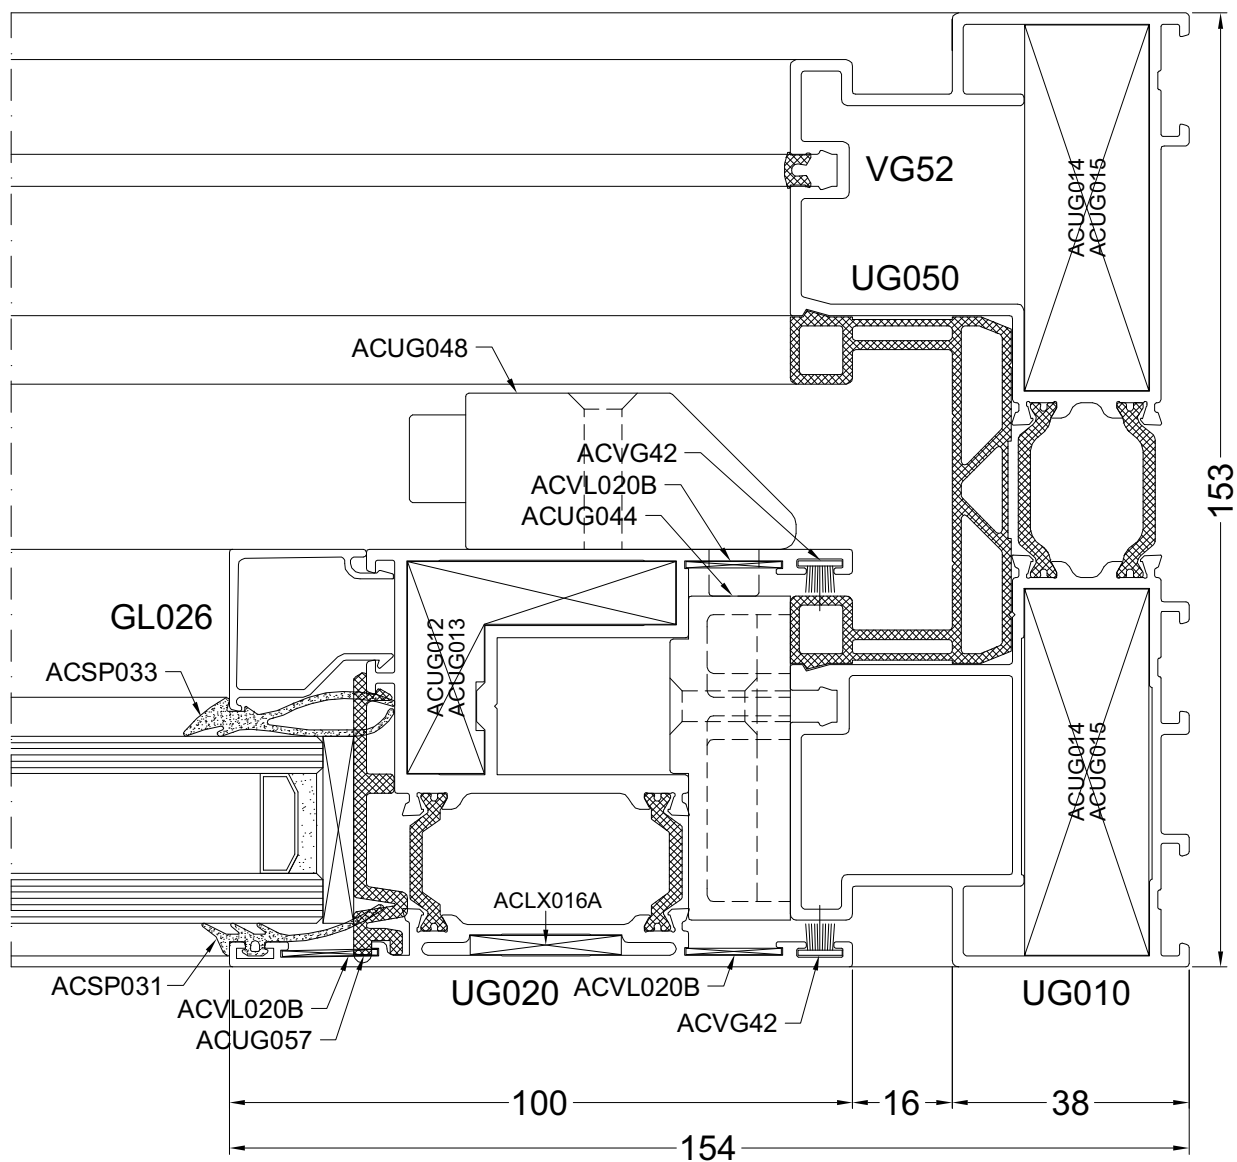 VG52
ACUG014
ACUG015
UG050
ACUG048
ACVG42
ACVL020B
ACUG044
153
GL026
ACUG012
ACUG013
ACSP033
ACUG014
ACUG015
ACLX016A
ACSP031
ACVL020B
ACUG057
UG020
ACVL020B
ACVG42
UG010
100
16
38
154